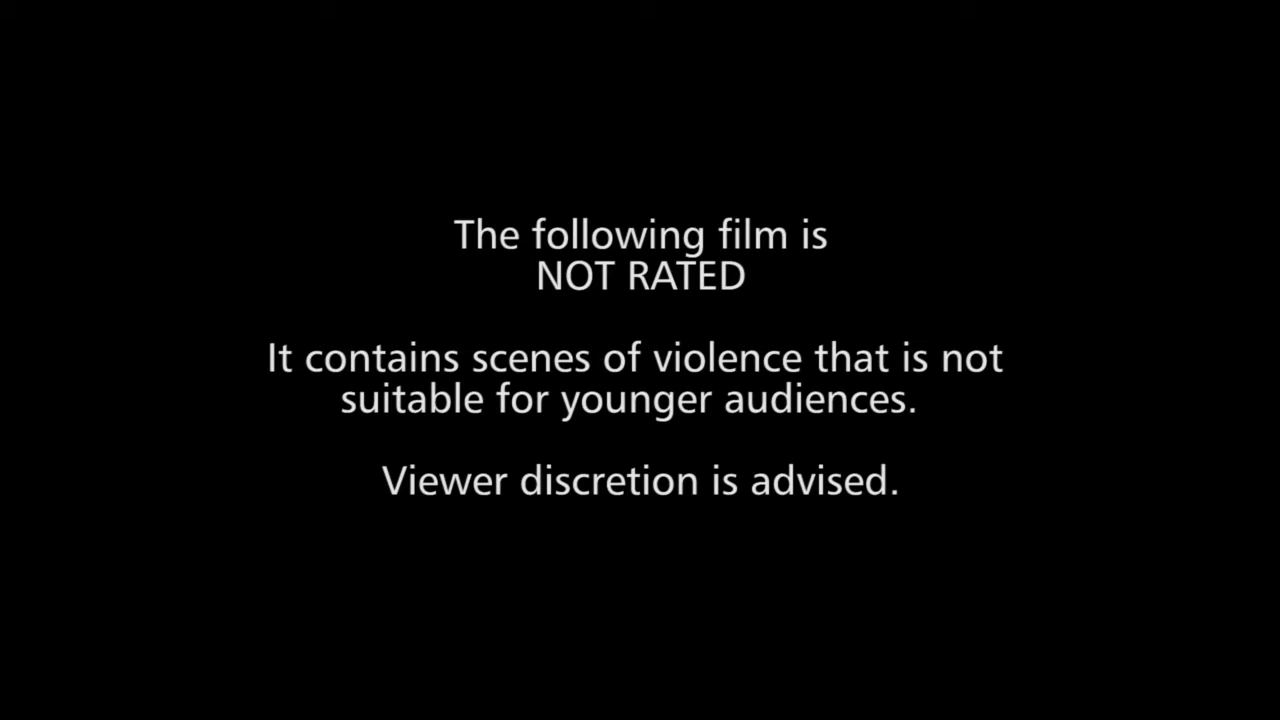 The following film is
NOT RATED
It contains scenes of violence that is not
suitable for younger audiences.
Viewer discretion is advised.